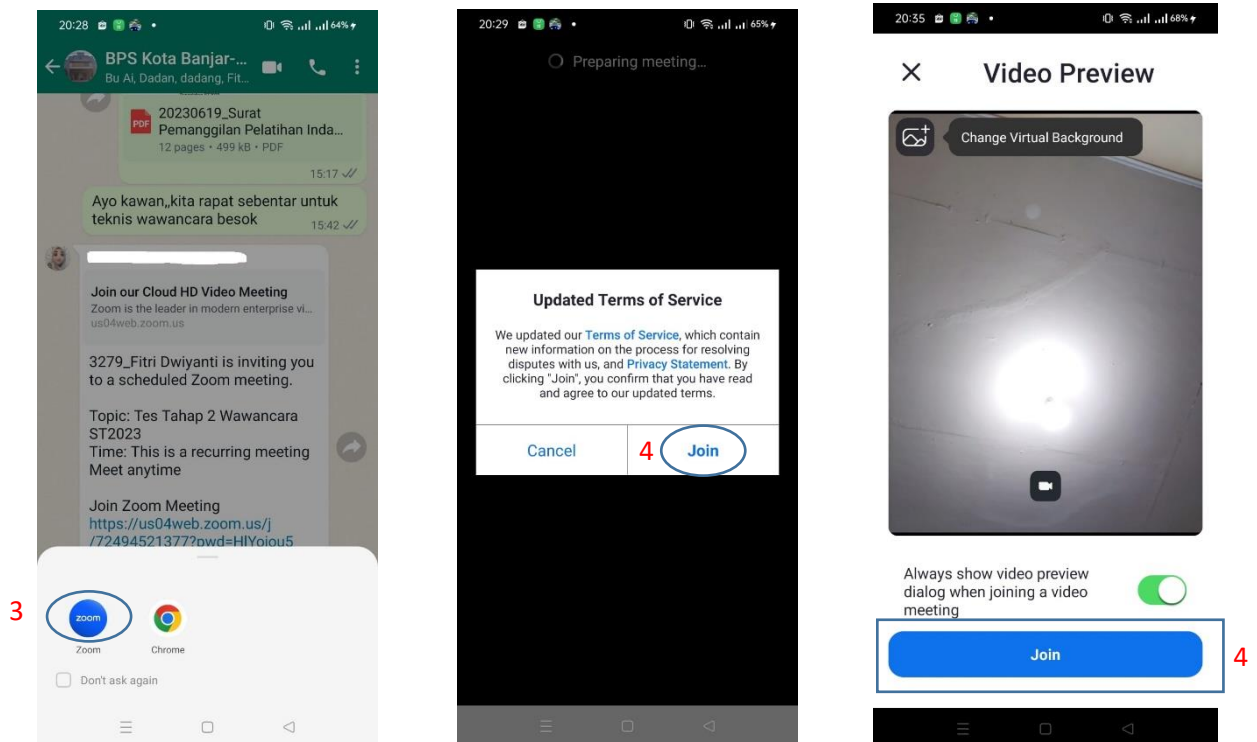 20:28
64%
BPS Kota Banjar-...
Bu Ai, Dadan, dadang, Fit...
PDF
20230619_Surat
Pemanggilan Pelatihan Inda...
12 pages • 499 kB • PDF
15:17
Ayo kawan,,kita rapat sebentar untuk
teknis wawancara besok
15:42
Join our Cloud HD Video Meeting
Zoom is the leader in modern enterprise vi...
us04web.zoom.us
3279_Fitri Dwiyanti is inviting you
to a scheduled Zoom meeting.
Topic: Tes Tahap 2 Wawancara
ST2023
Time: This is a recurring meeting
Meet anytime
Join Zoom Meeting
https://us04web.zoom.us/j
/72494521377?pwd=HlYoiou5
3
zoom
Zoom
Chrome
Don't ask again
20:29
65%
Preparing meeting...
Updated Terms of Service
We updated our Terms of Service, which contain
new information on the process for resolving
disputes with us, and Privacy Statement. By
clicking "Join", you confirm that you have read
and agree to our updated terms.
Cancel
4
Join
20:35
68%
Video Preview
Change Virtual Background
Always show video preview
dialog when joining a video
meeting
Join
4